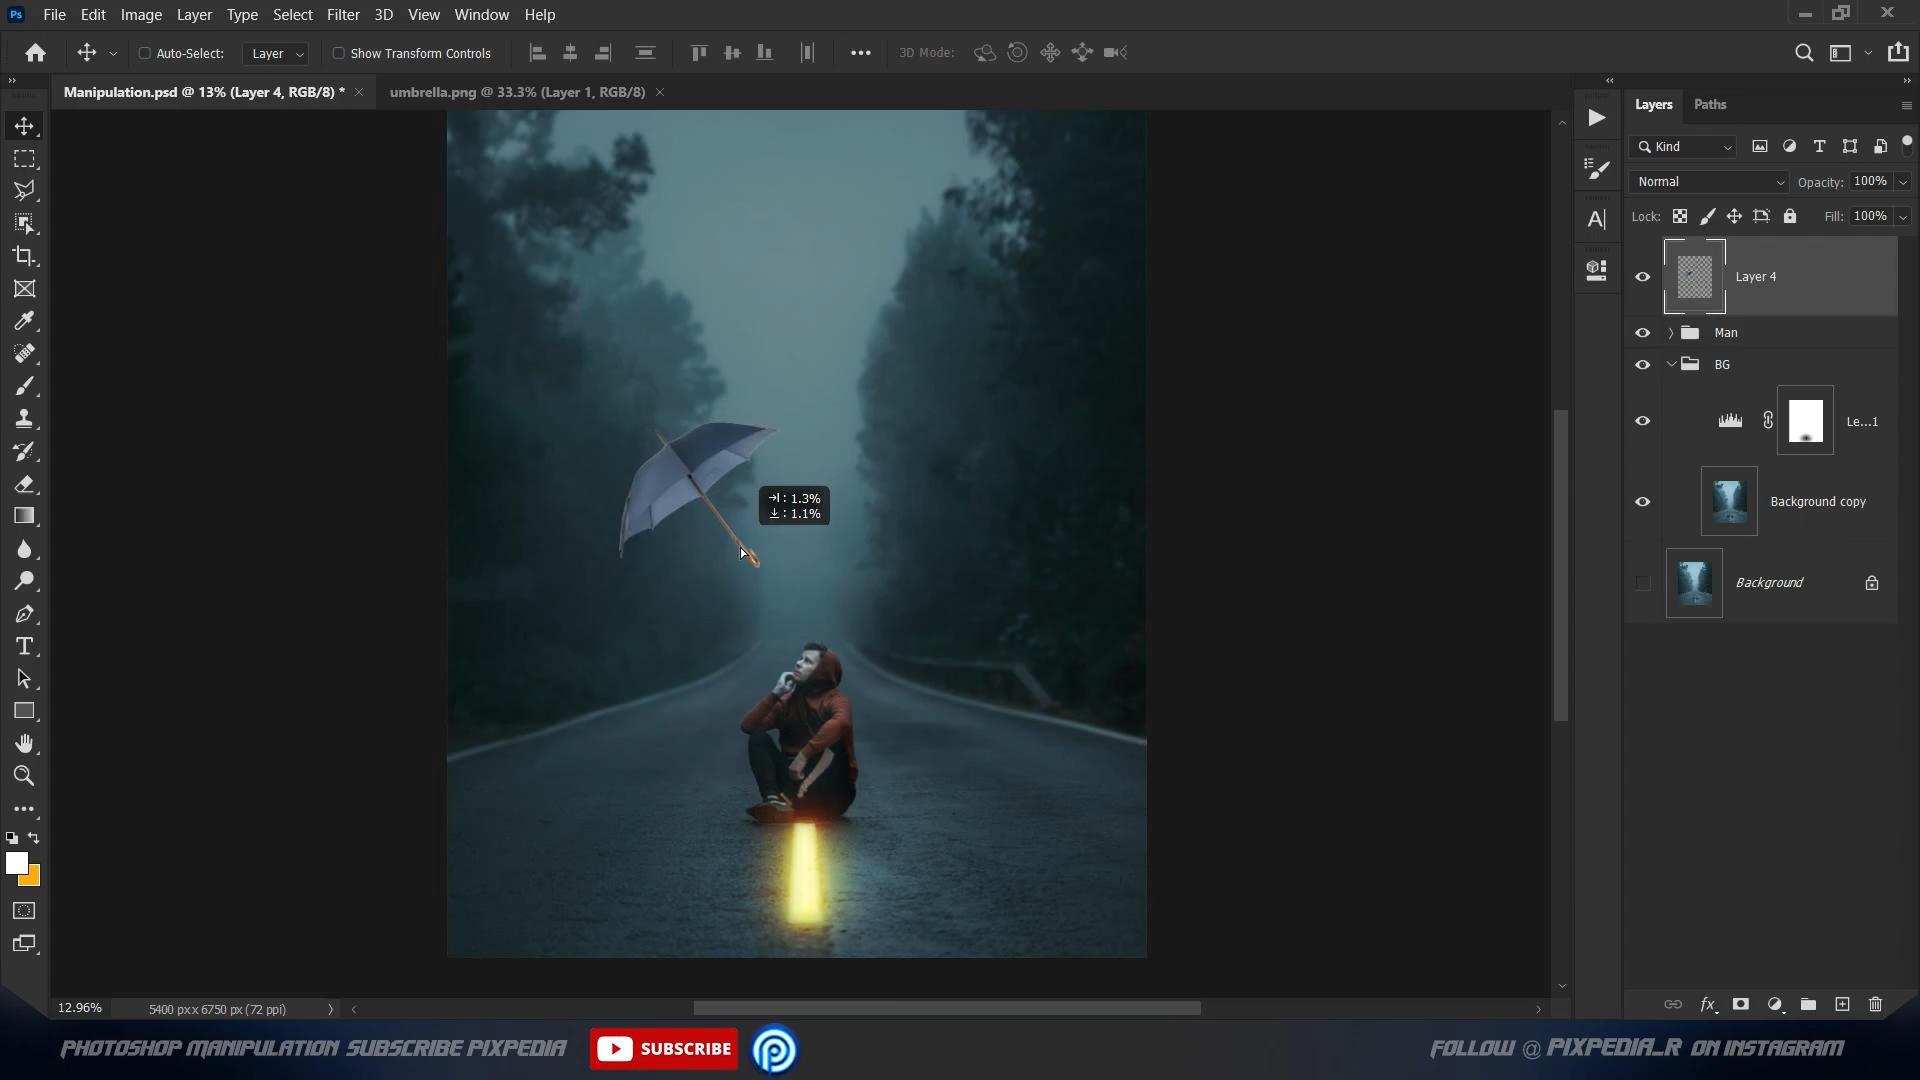 Ps File Edit Image Layer Type Select Filter 3D View Window Help
Auto-Select: Layer Show Transform Controls 3D Mode:
Manipulation.psd @ 13% (Layer 4, RGB/8) * umbrella.png @ 33.3% (Layer 1, RGB/8)
Layers Paths
Kind
Normal Opacity: 100%
Lock: Fill: 100%
Layer 4
Man
BG
Le...1
Background copy
Background
: 1.3%
: 1.1%
12.96% 5400 px x 6750 px (72 ppi)
PHOTOSHOP MANIPULATION SUBSCRIBE PIXPEDIA SUBSCRIBE FOLLOW @ PIXPEDIA_R ON INSTAGRAM